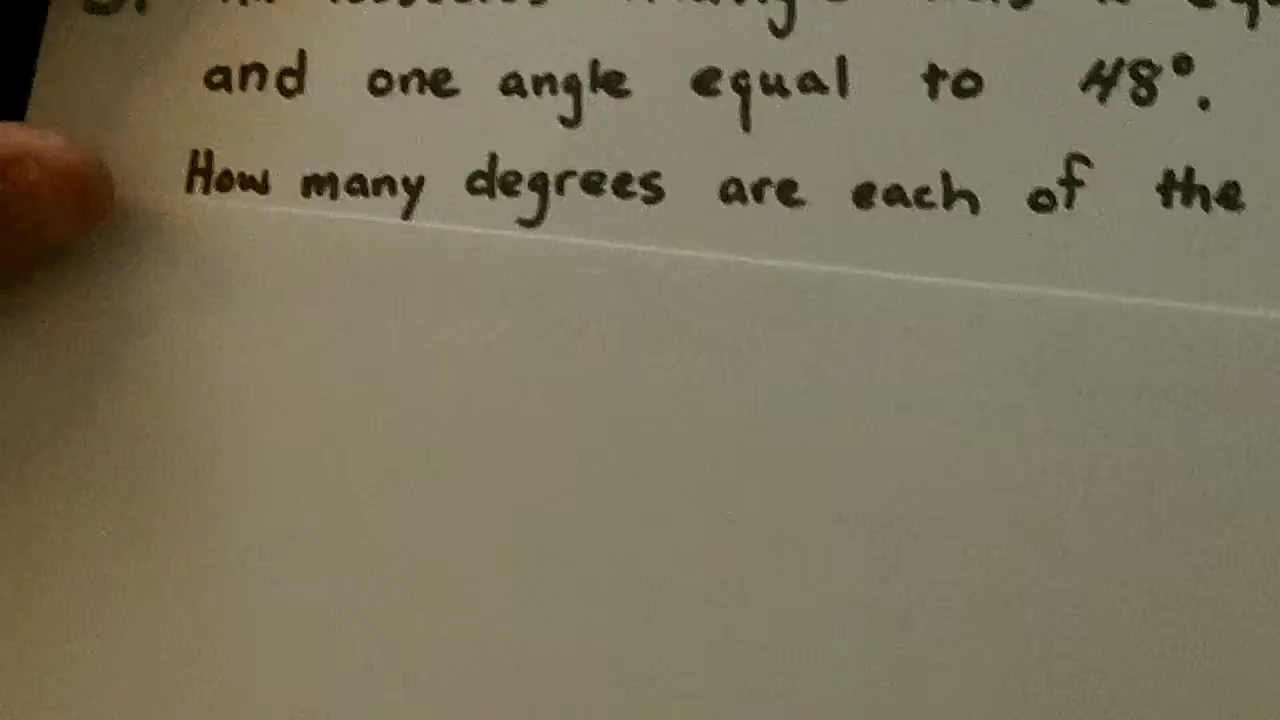 and one angle equal to 48°.
How many degrees are each of the